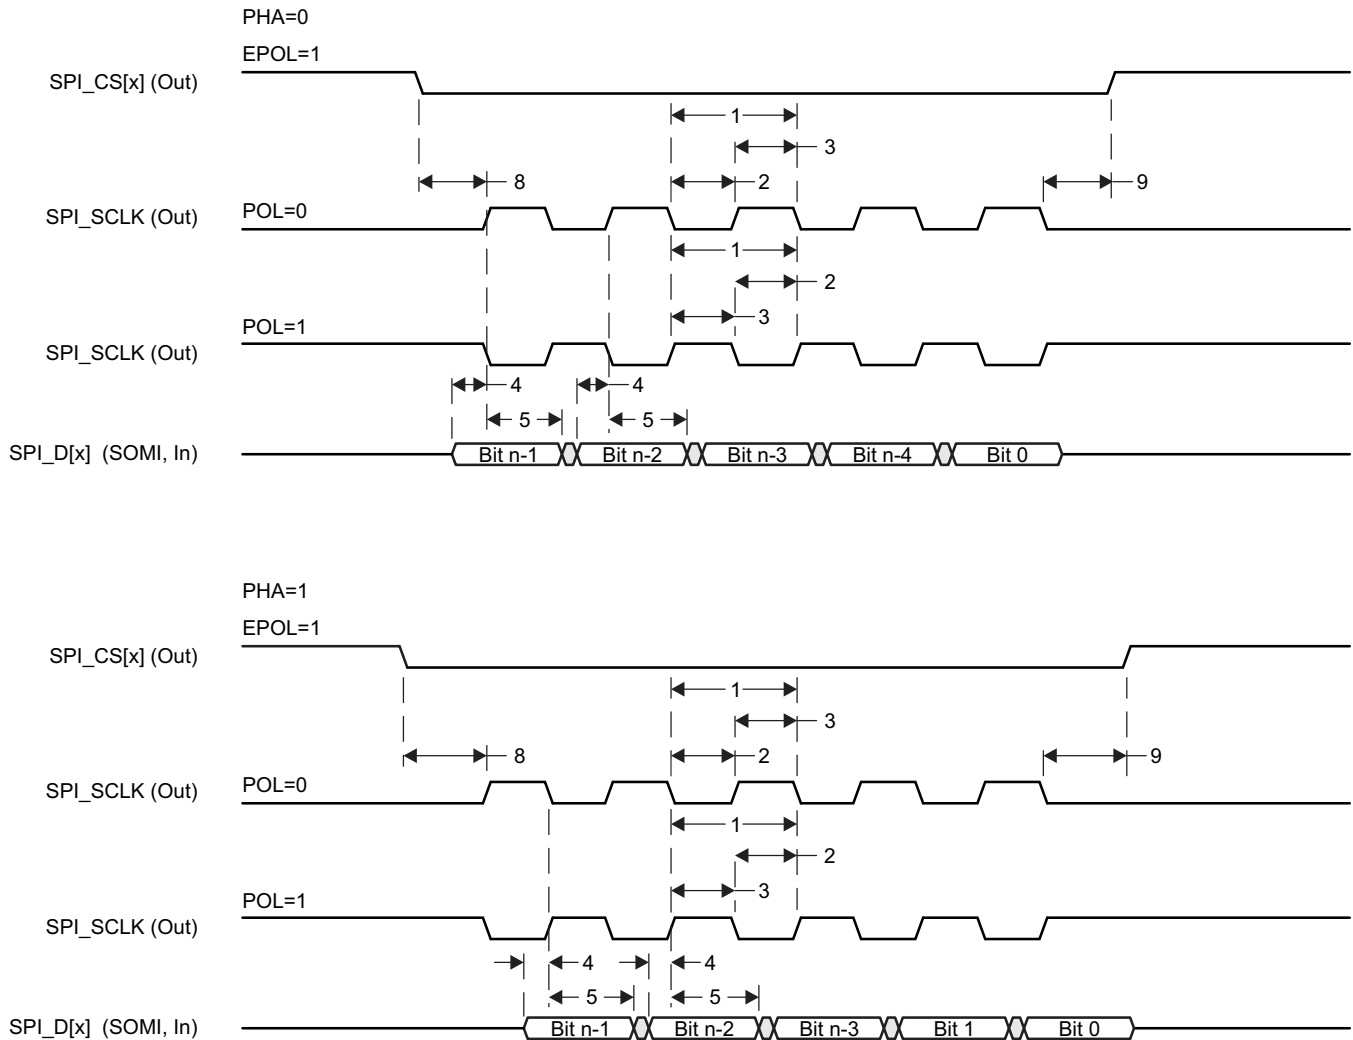 PHA=0
EPOL=1
SPI_CS[x] (Out)
1
3
8
2
9
SPI_SCLK (Out)
POL=0
1
2
3
POL=1
SPI_SCLK (Out)
4
4
5
5
SPI_D[x] (SOMI, In)
Bit n-1
Bit n-2
Bit n-3
Bit n-4
Bit 0
PHA=1
EPOL=1
SPI_CS[x] (Out)
1
3
8
2
9
SPI_SCLK (Out)
POL=0
1
2
3
POL=1
SPI_SCLK (Out)
4
4
5
5
SPI_D[x] (SOMI, In)
Bit n-1
Bit n-2
Bit n-3
Bit 1
Bit 0